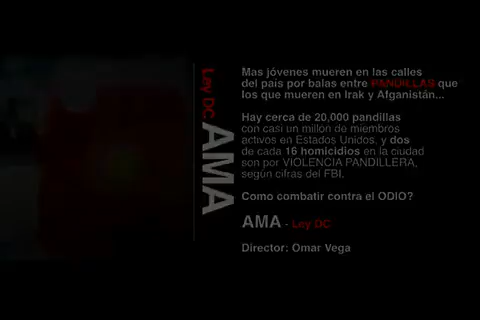 Mas jóvenes mueren en las calles
del país por balas entre PANDILLAS que
los que mueren en Irak y Afganistán...
Hay cerca de 20,000 pandillas
con casi un millon de miembros
activos en Estados Unidos, y dos
de cada 16 homicidios en la ciudad
son por VIOLENCIA PANDILLERA,
según cifras del FBI.
Como combatir contra el ODIO?
AMA - Ley DC
Director: Omar Vega
Ley DC
AMA